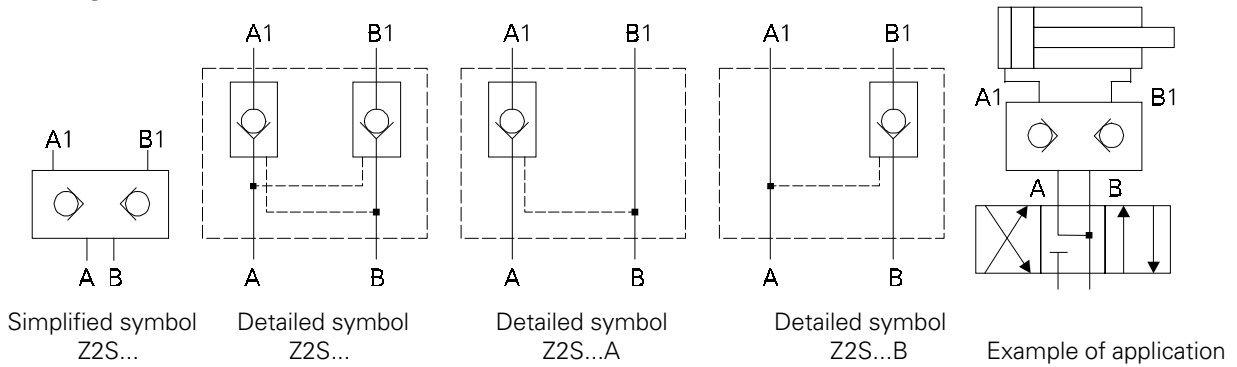 A1 B1
A B
Simplified symbol
Z2S...
A1 B1
A B
Detailed symbol
Z2S...
A1 B1
A B
Detailed symbol
Z2S...A
A1 B1
A B
Detailed symbol
Z2S...B
A1 B1
A B
Example of application